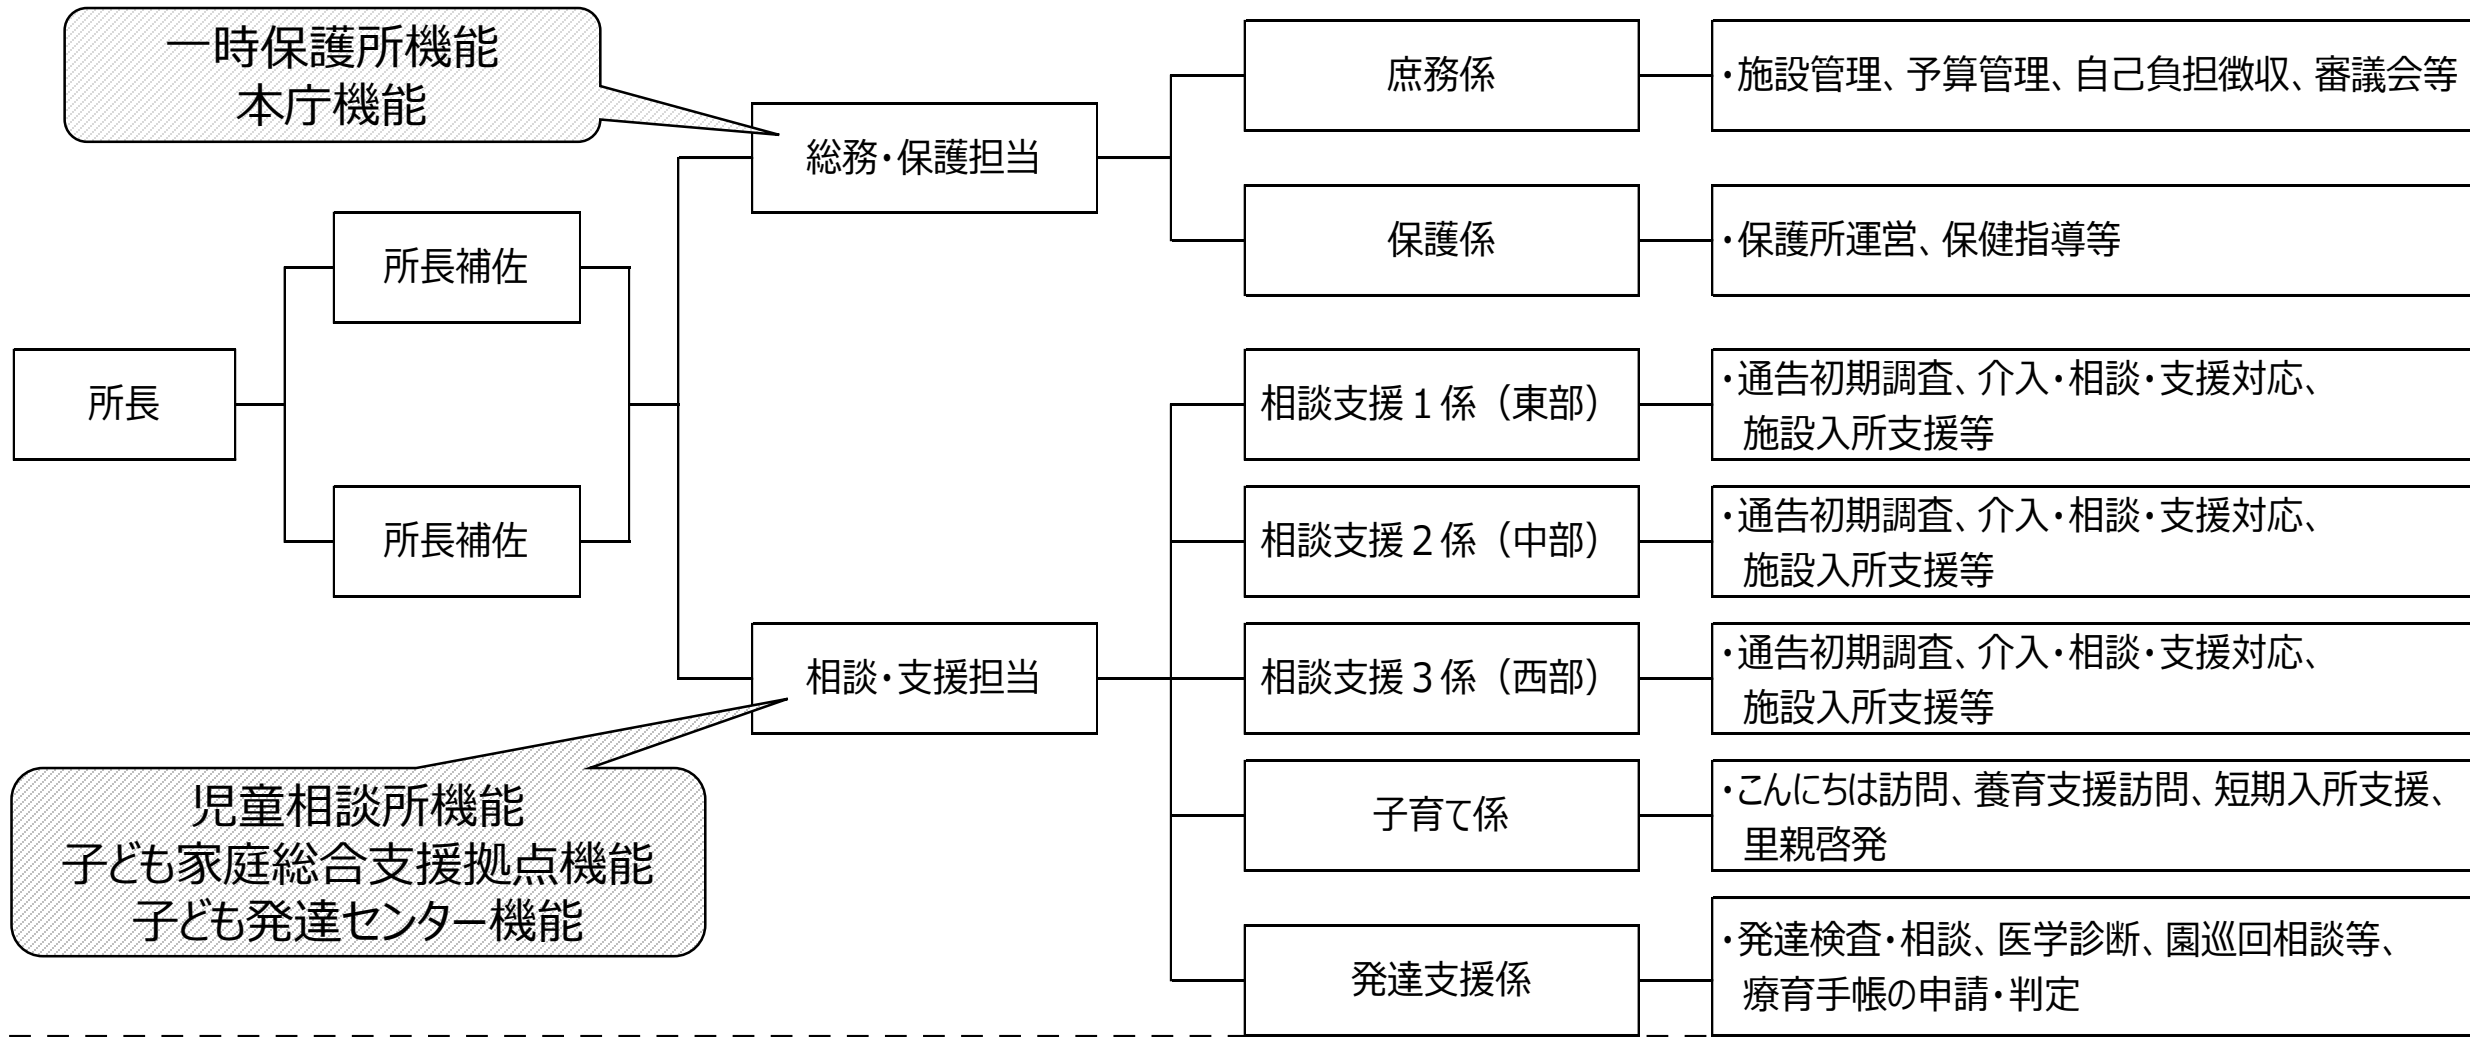 一時保護所機能
本庁機能
庶務係
・施設管理、予算管理、自己負担徴収、審議会等
総務・保護担当
保護係
・保護所運営、保健指導等
所長補佐
所長
所長補佐
相談支援１係（東部）
・通告初期調査、介入・相談・支援対応、
施設入所支援等
相談支援２係（中部）
・通告初期調査、介入・相談・支援対応、
施設入所支援等
相談・支援担当
相談支援３係（西部）
・通告初期調査、介入・相談・支援対応、
施設入所支援等
児童相談所機能
子ども家庭総合支援拠点機能
子ども発達センター機能
子育て係
・こんにちは訪問、養育支援訪問、短期入所支援、
里親啓発
発達支援係
・発達検査・相談、医学診断、園巡回相談等、
療育手帳の申請・判定